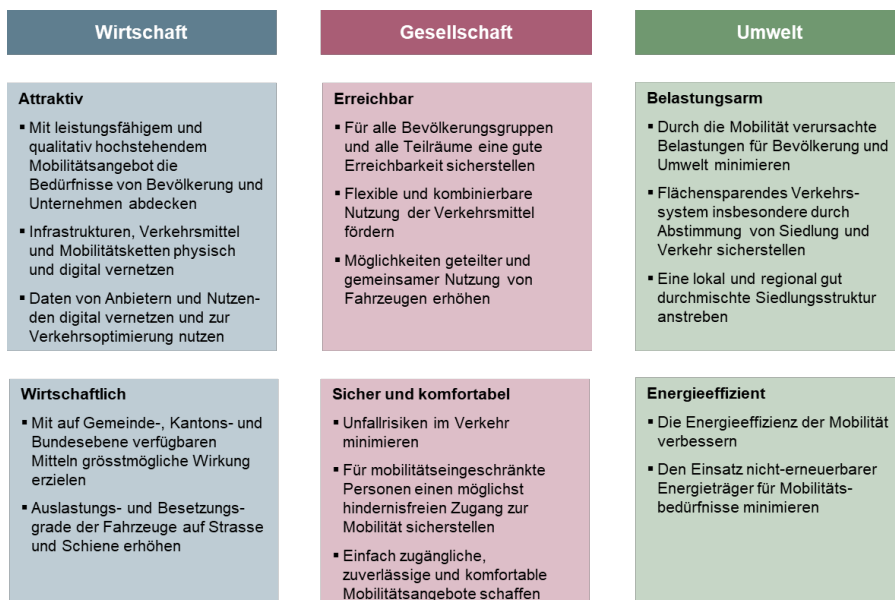 Wirtschaft
Attraktiv
▪ Mit leistungsfähigem und
qualitativ hochstehendem
Mobilitätsangebot die
Bedürfnisse von Bevölkerung und
Unternehmen abdecken
▪ Infrastrukturen, Verkehrsmittel
und Mobilitätsketten physisch
und digital vernetzen
▪ Daten von Anbietern und Nutzen-
den digital vernetzen und zur
Verkehrsoptimierung nutzen
Wirtschaftlich
▪ Mit auf Gemeinde-, Kantons- und
Bundesebene verfügbaren
Mitteln grösstmögliche Wirkung
erzielen
▪ Auslastungs- und Besetzungs-
grade der Fahrzeuge auf Strasse
und Schiene erhöhen
Gesellschaft
Erreichbar
▪ Für alle Bevölkerungsgruppen
und alle Teilräume eine gute
Erreichbarkeit sicherstellen
▪ Flexible und kombinierbare
Nutzung der Verkehrsmittel
fördern
▪ Möglichkeiten geteilter und
gemeinsamer Nutzung von
Fahrzeugen erhöhen
Sicher und komfortabel
▪ Unfallrisiken im Verkehr
minimieren
▪ Für mobilitätseingeschränkte
Personen einen möglichst
hindernisfreien Zugang zur
Mobilität sicherstellen
▪ Einfach zugängliche,
zuverlässige und komfortable
Mobilitätsangebote schaffen
Umwelt
Belastungsarm
▪ Durch die Mobilität verursachte
Belastungen für Bevölkerung und
Umwelt minimieren
▪ Flächensparendes Verkehrs-
system insbesondere durch
Abstimmung von Siedlung und
Verkehr sicherstellen
▪ Eine lokal und regional gut
durchmischte Siedlungsstruktur
anstreben
Energieeffizient
▪ Die Energieeffizienz der Mobilität
verbessern
▪ Den Einsatz nicht-erneuerbarer
Energieträger für Mobilitäts-
bedürfnisse minimieren